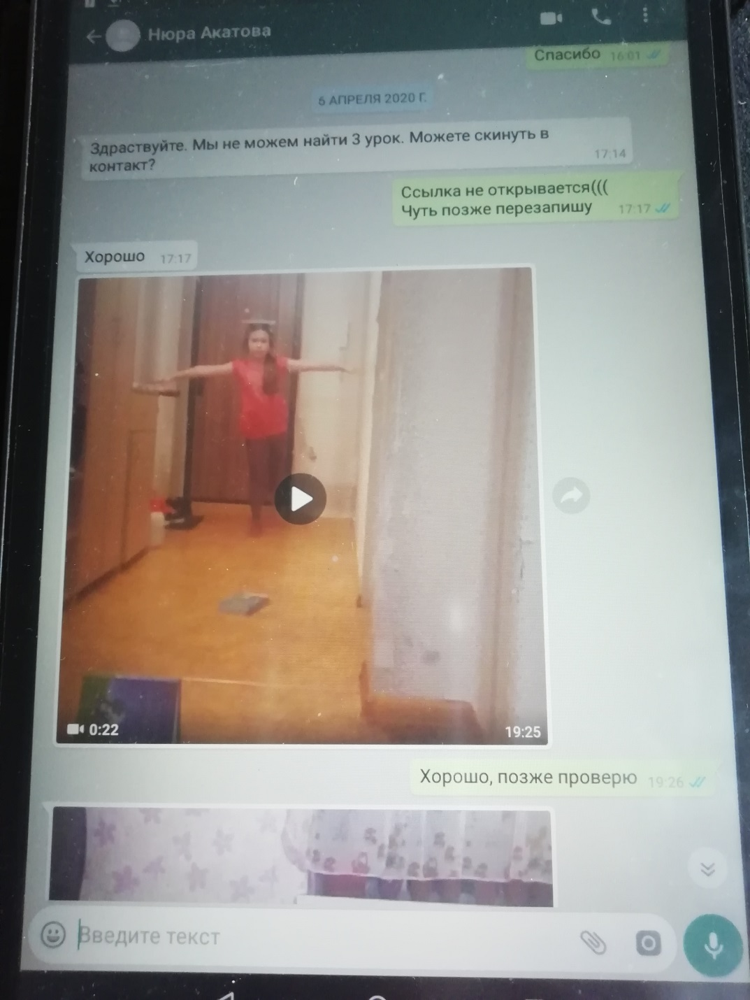 Нюра Акатова
Спасибо 16:01
5 АПРЕЛЯ 2020 Г.
Здраствуйте. Мы не можем найти 3 урок. Можете скинуть в
контакт? 17:14
Ссылка не открывается(((
Чуть позже перезапишу 17:17
Хорошо 17:17
0:22 19:25
Хорошо, позже проверю 19:26
Введите текст